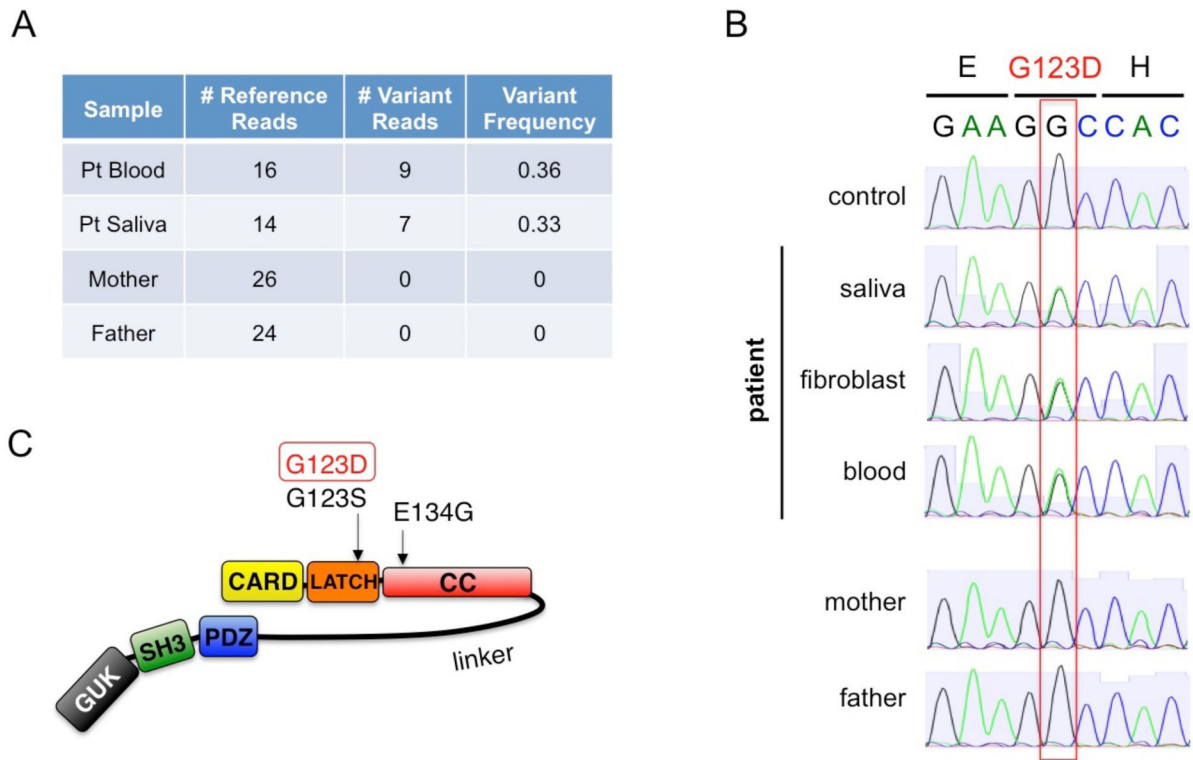 A
Sample # Reference Reads # Variant Reads Variant Frequency
Pt Blood 16 9 0.36
Pt Saliva 14 7 0.33
Mother 26 0 0
Father 24 0 0
B
E G123D H
G A A G G C C A C
control
patient
saliva
fibroblast
blood
mother
father
C
G123D
G123S
E134G
CARD LATCH CC
GUK SH3 PDZ
linker